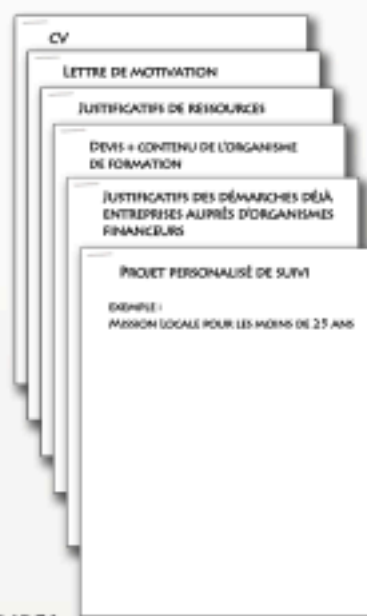 CV
LETTRE DE MOTIVATION
JUSTIFICATIFS DE RESSOURCES
DEVIS + CONTENU DE L'ORGANISME
DE FORMATION
JUSTIFICATIFS DES DÉMARCHES DÉJÀ
ENTREPRISES AUPRÈS D'ORGANISMES
FINANCEURS
PROJET PERSONALISÉ DE SUIVI
EXEMPLE :
MISSION LOCALE POUR LES MOINS DE 25 ANS